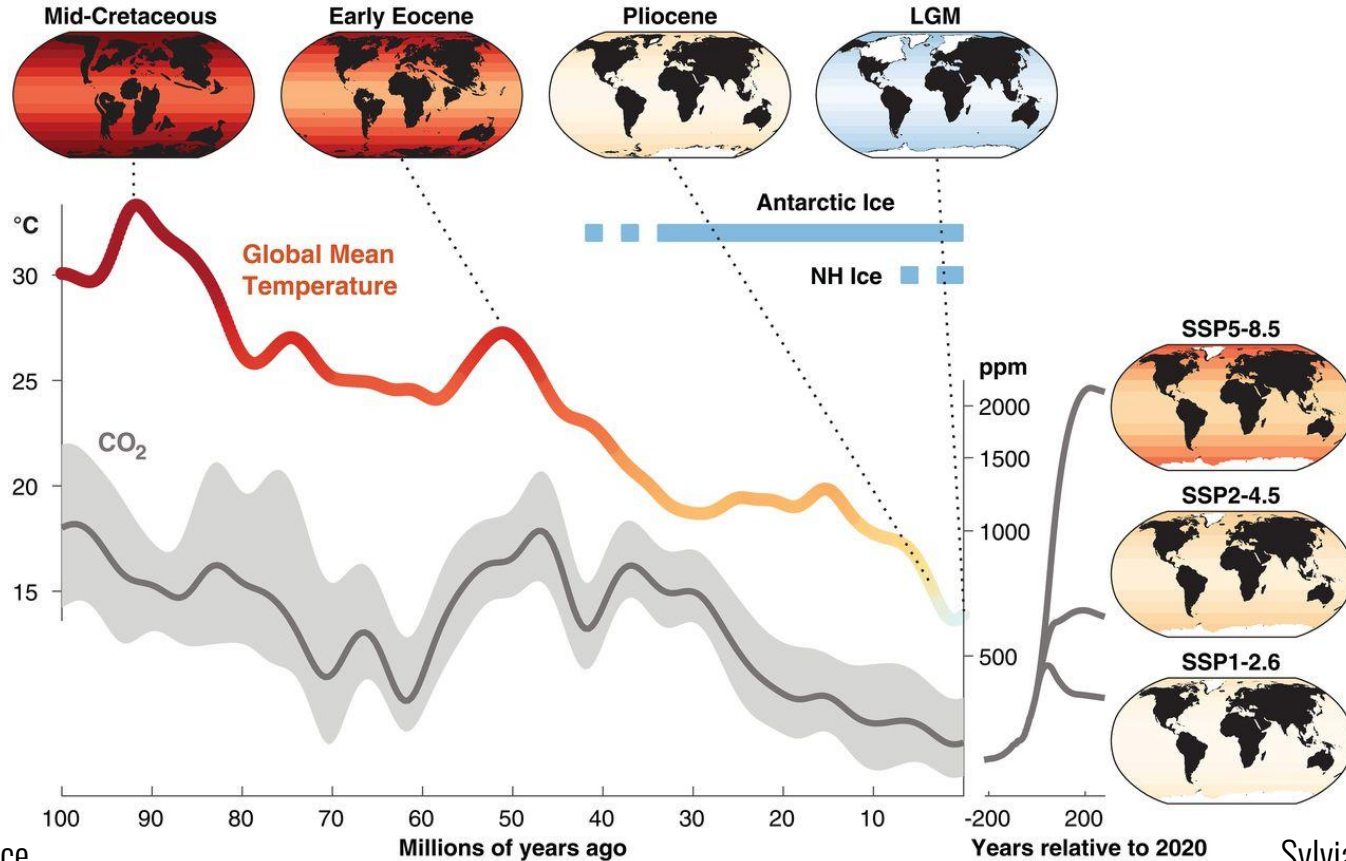 Mid-Cretaceous
Early Eocene
Pliocene
LGM
°C
30
25
20
15
Global Mean
Temperature
CO₂
Antarctic Ice
NH Ice
ppm
2000
1500
1000
500
SSP5-8.5
SSP2-4.5
SSP1-2.6
100 90 80 70 60 50 40 30 20 10
-200 200
Millions of years ago
Years relative to 2020
ce
Sylvia